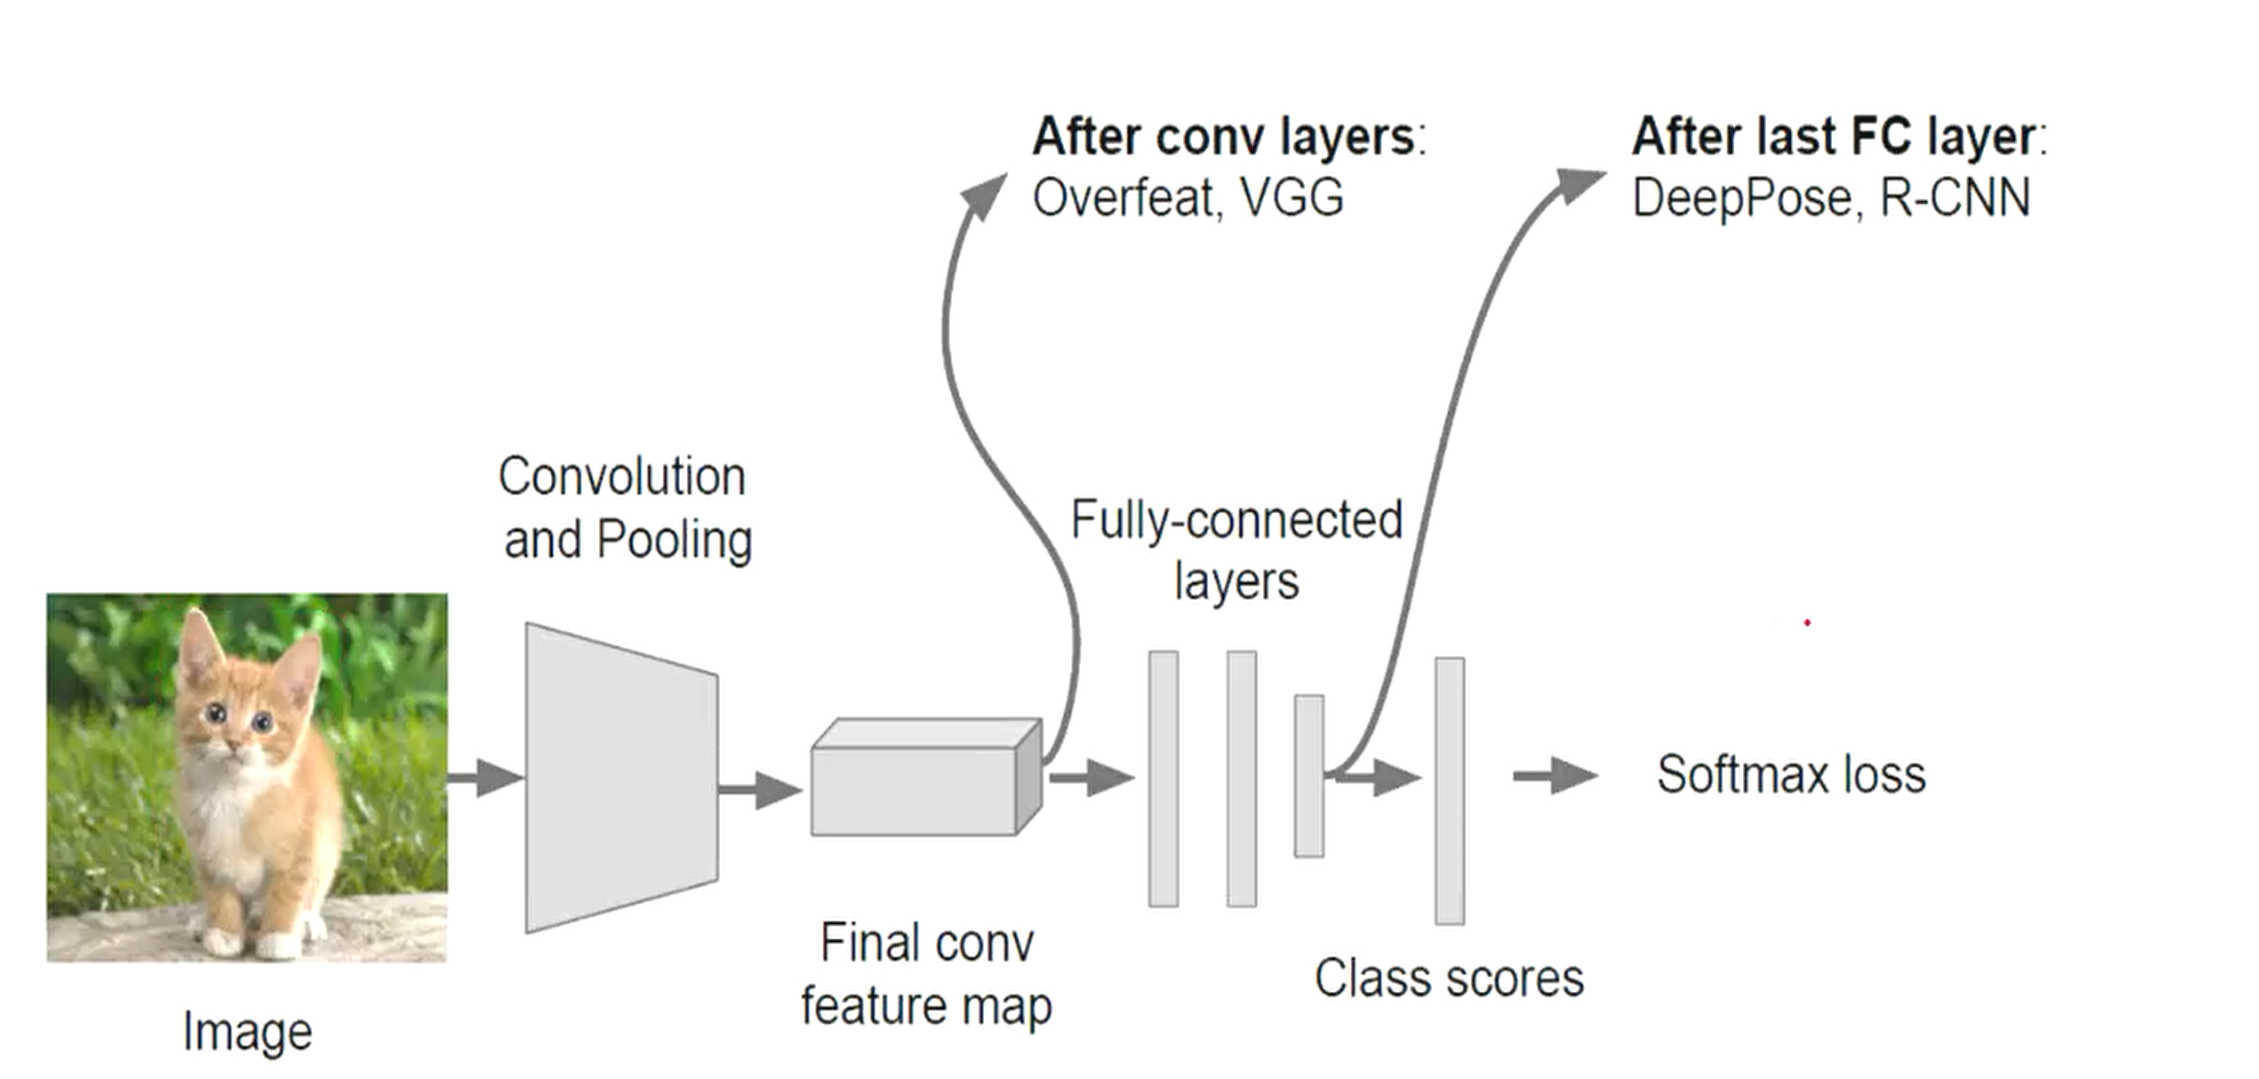 After conv layers:
Overfeat, VGG
After last FC layer:
DeepPose, R-CNN
Convolution
and Pooling
Fully-connected
layers
Softmax loss
Final conv
feature map
Class scores
Image